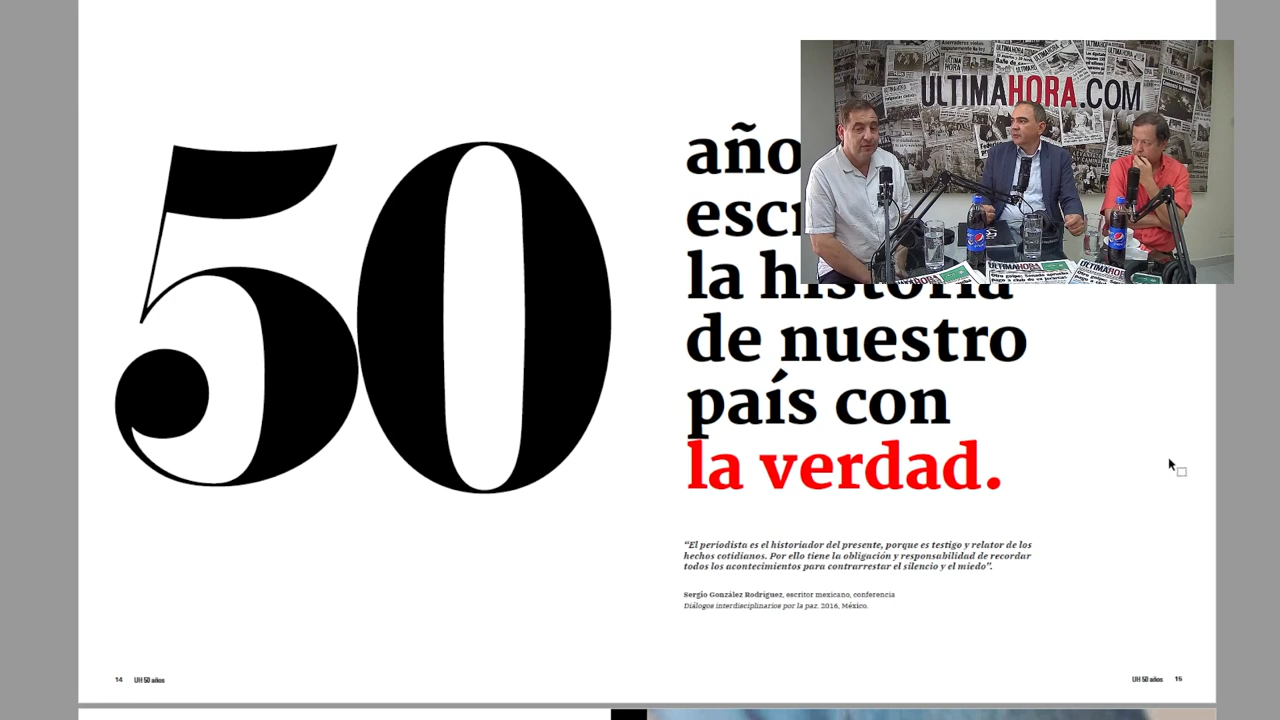 50
año
escr
la historia
de nuestro
país con
la verdad.
ULTIMAHORA.COM
“El periodista es el historiador del presente, porque es testigo y relator de los
hechos cotidianos. Por ello tiene la obligación y responsabilidad de recordar
todos los acontecimientos para contrarrestar el silencio y el miedo”.
Sergio González Rodríguez, escritor mexicano, conferencia
Diálogos interdisciplinarios por la paz. 2016, México.
14 UH 50 años
UH 50 años 15